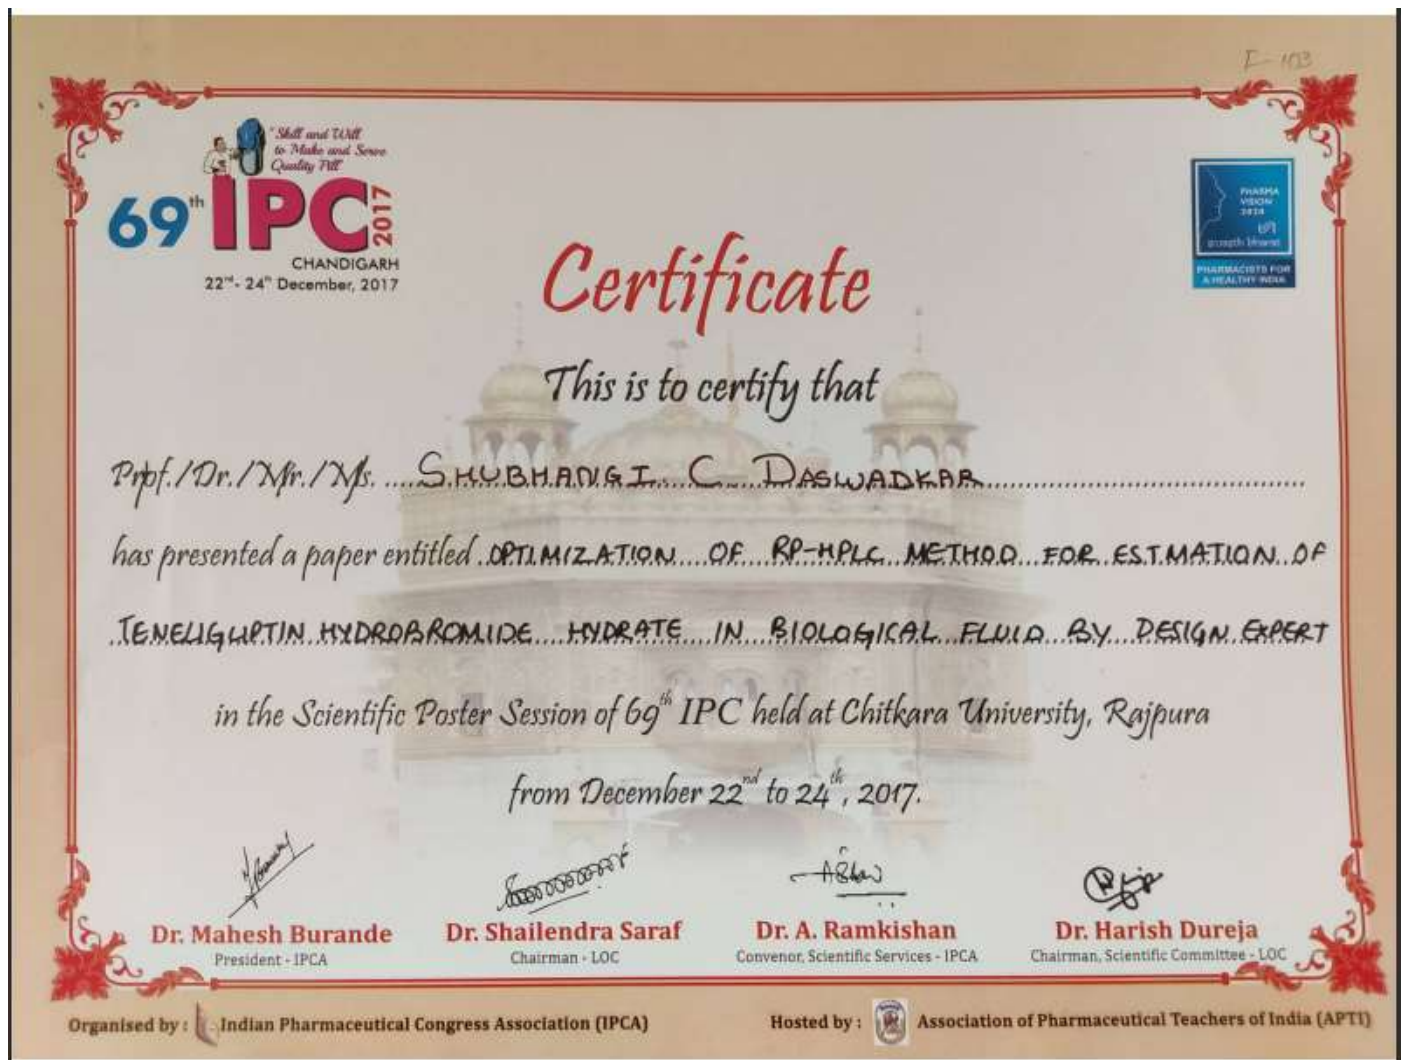 I-103
"Skill and Will
to Make and Serve
Quality Pill"
69th IPC 2017
CHANDIGARH
22nd - 24th December, 2017
PHARMA
VISION
PHARMACISTS FOR
A HEALTHY INDIA
Certificate
This is to certify that
Prof./Dr./Mr./Ms. SHUBHANGI C. DASWADKAR
has presented a paper entitled OPTIMIZATION OF RP-HPLC METHOD FOR ESTMATION OF
TENELIGLIPTIN HYDROBROMIDE HYDRATE IN BIOLOGICAL FLUID BY DESIGN EXPERT
in the Scientific Poster Session of 69th IPC held at Chitkara University, Rajpura
from December 22nd to 24th, 2017.
Dr. Mahesh Burande Dr. Shailendra Saraf Dr. A. Ramkishan Dr. Harish Dureja
President - IPCA Chairman - LOC Convenor, Scientific Services - IPCA Chairman, Scientific Committee - LOC
Organised by : Indian Pharmaceutical Congress Association (IPCA) Hosted by : Association of Pharmaceutical Teachers of India (APTI)